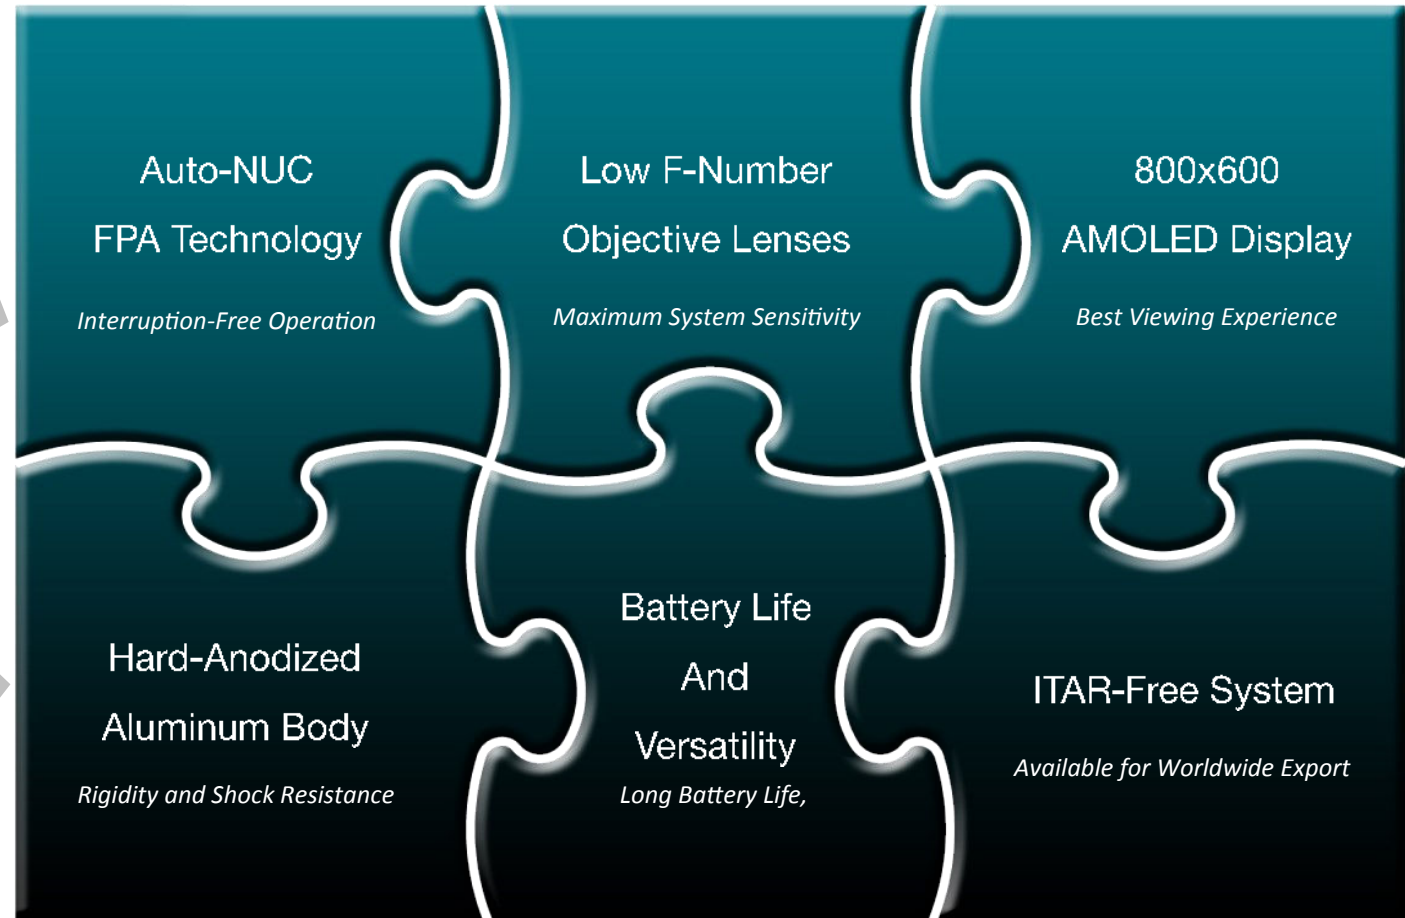 Auto-NUC
FPA Technology
Interruption-Free Operation
Low F-Number
Objective Lenses
Maximum System Sensitivity
800x600
AMOLED Display
Best Viewing Experience
Hard-Anodized
Aluminum Body
Rigidity and Shock Resistance
Battery Life
And
Versatility
Long Battery Life,
ITAR-Free System
Available for Worldwide Export